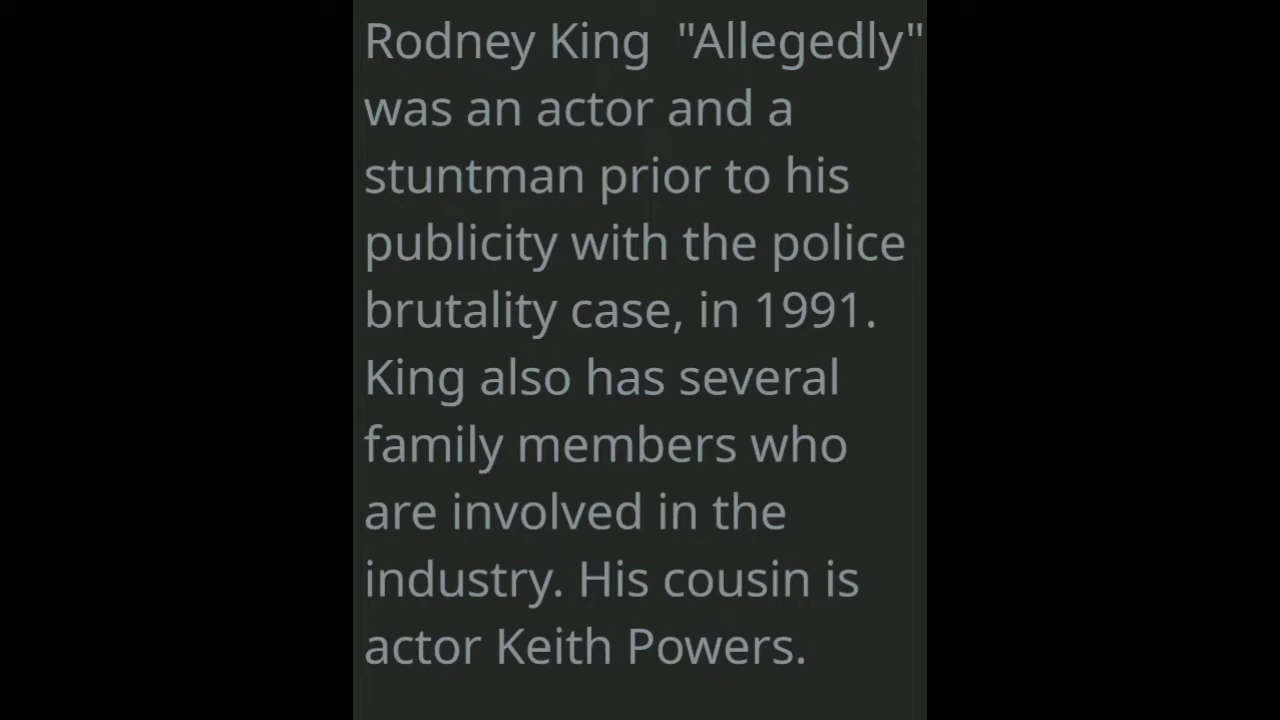 Rodney King  "Allegedly"
was an actor and a
stuntman prior to his
publicity with the police
brutality case, in 1991.
King also has several
family members who
are involved in the
industry. His cousin is
actor Keith Powers.